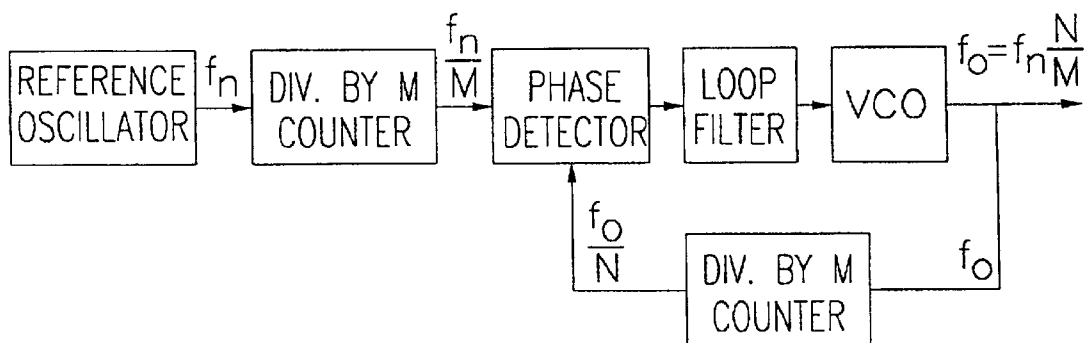 REFERENCE
OSCILLATOR
fn
DIV. BY M
COUNTER
fn/M
PHASE
DETECTOR
LOOP
FILTER
VCO
fo=fn N/M
fo/N
DIV. BY M
COUNTER
fo